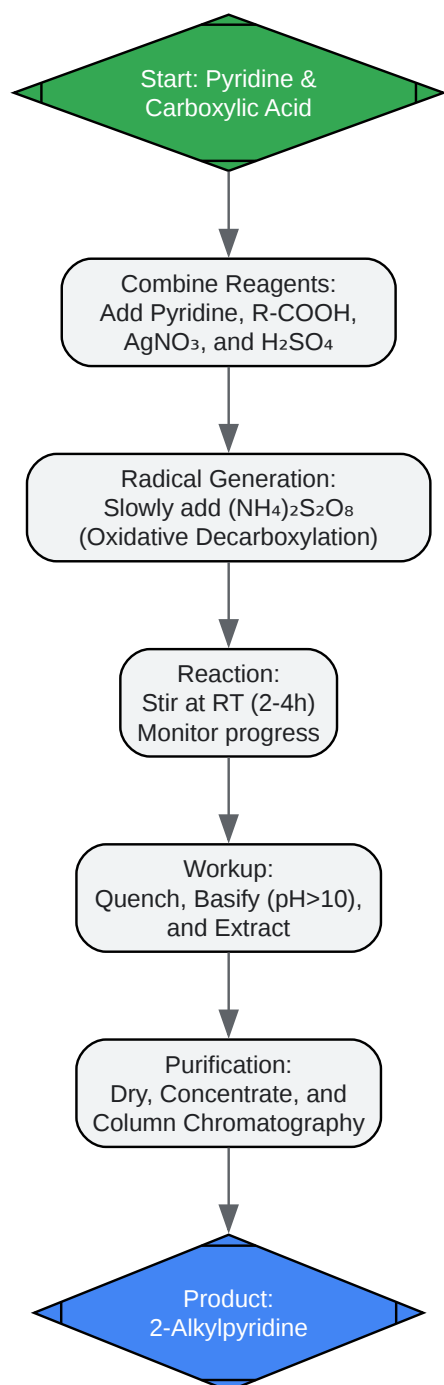 Start: Pyridine &
Carboxylic Acid
Combine Reagents:
Add Pyridine, R-COOH,
AgNO₃, and H₂SO₄
Radical Generation:
Slowly add (NH₄)₂S₂O₈
(Oxidative Decarboxylation)
Reaction:
Stir at RT (2-4h)
Monitor progress
Workup:
Quench, Basify (pH>10),
and Extract
Purification:
Dry, Concentrate, and
Column Chromatography
Product:
2-Alkylpyridine